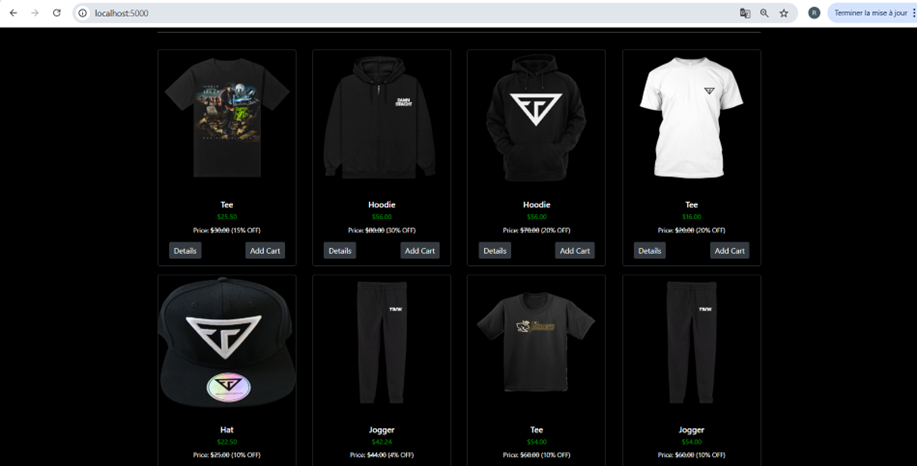 localhost:5000
R
Terminer la mise à jour
DAMN
STRAIGHT
Tee
$25.50
Price: $30.00 (15% OFF)
Details
Add Cart
Hoodie
$56.00
Price: $80.00 (30% OFF)
Details
Add Cart
Hoodie
$56.00
Price: $70.00 (20% OFF)
Details
Add Cart
Tee
$16.00
Price: $20.00 (20% OFF)
Details
Add Cart
Hat
$22.50
Price: $25.00 (10% OFF)
Jogger
$42.24
Price: $44.00 (4% OFF)
Tee
$54.00
Price: $60.00 (10% OFF)
Jogger
$54.00
Price: $60.00 (10% OFF)